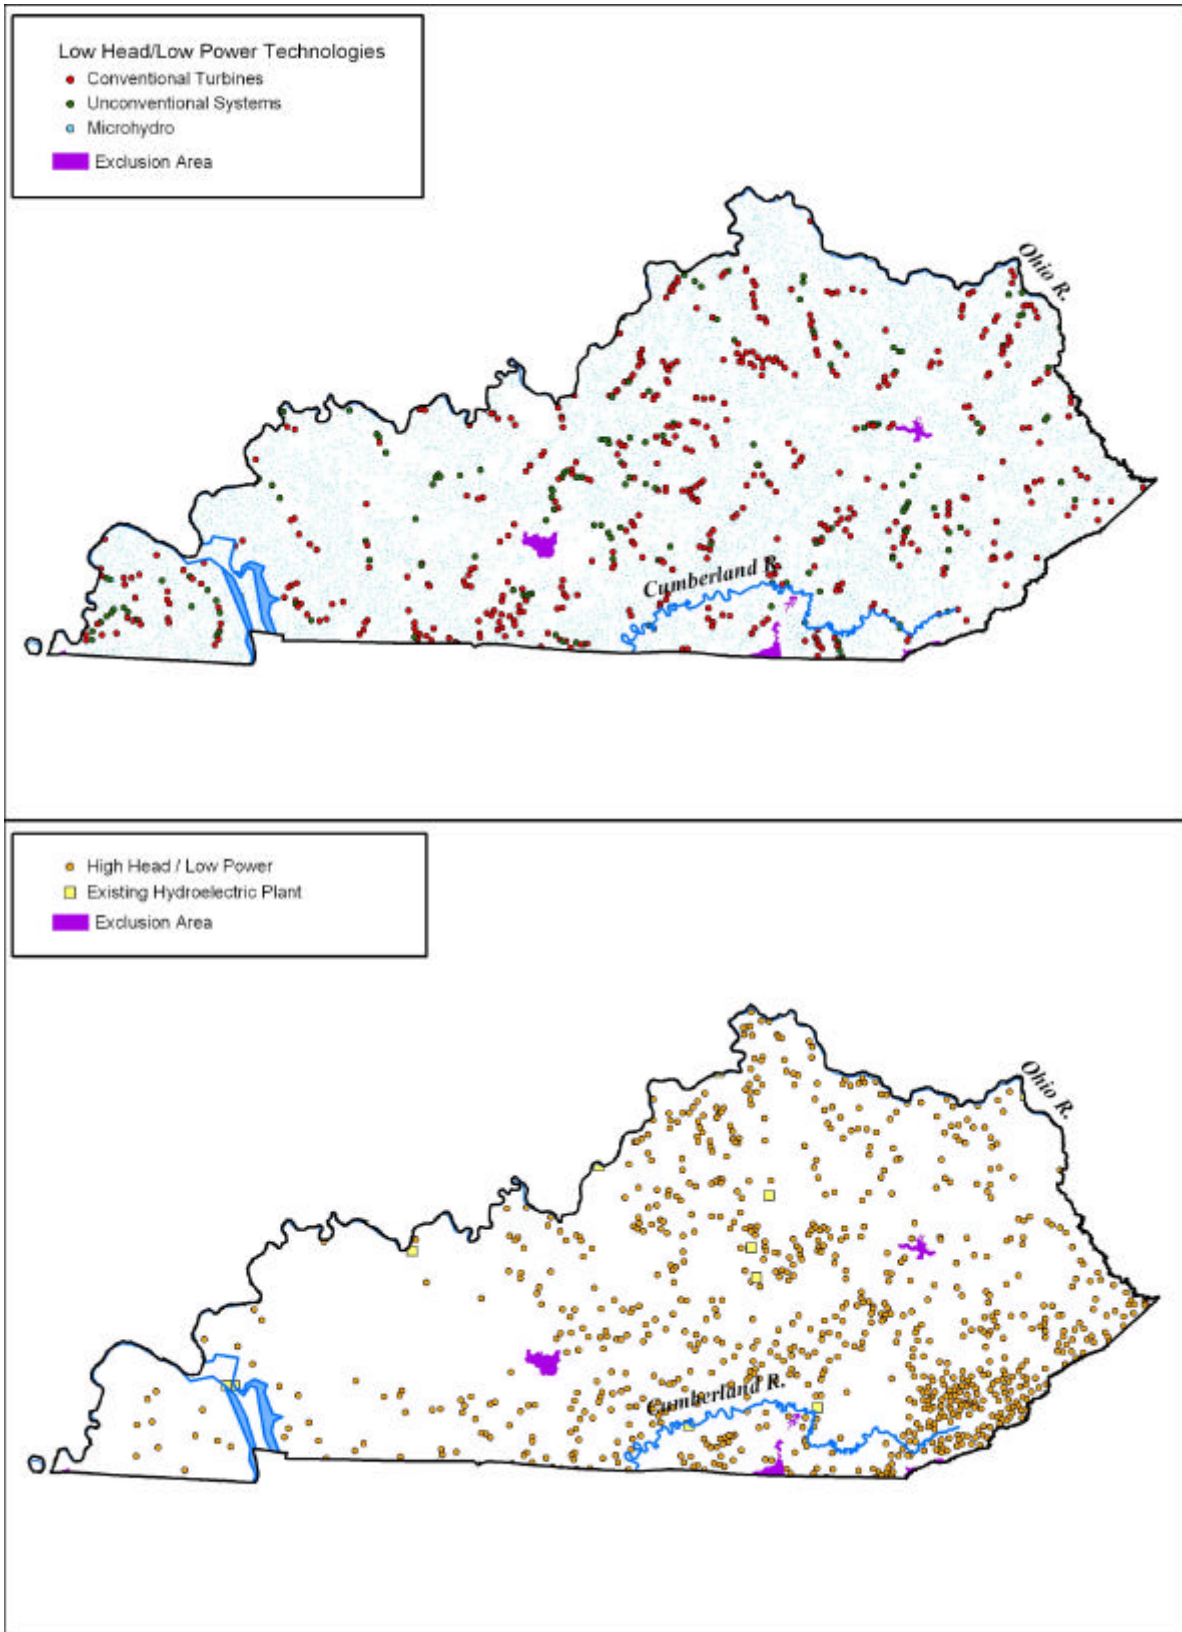 Low Head/Low Power Technologies
Conventional Turbines
Unconventional Systems
Microhydro
Exclusion Area
Ohio R.
Cumberland R.
High Head / Low Power
Existing Hydroelectric Plant
Exclusion Area
Ohio R.
Cumberland R.